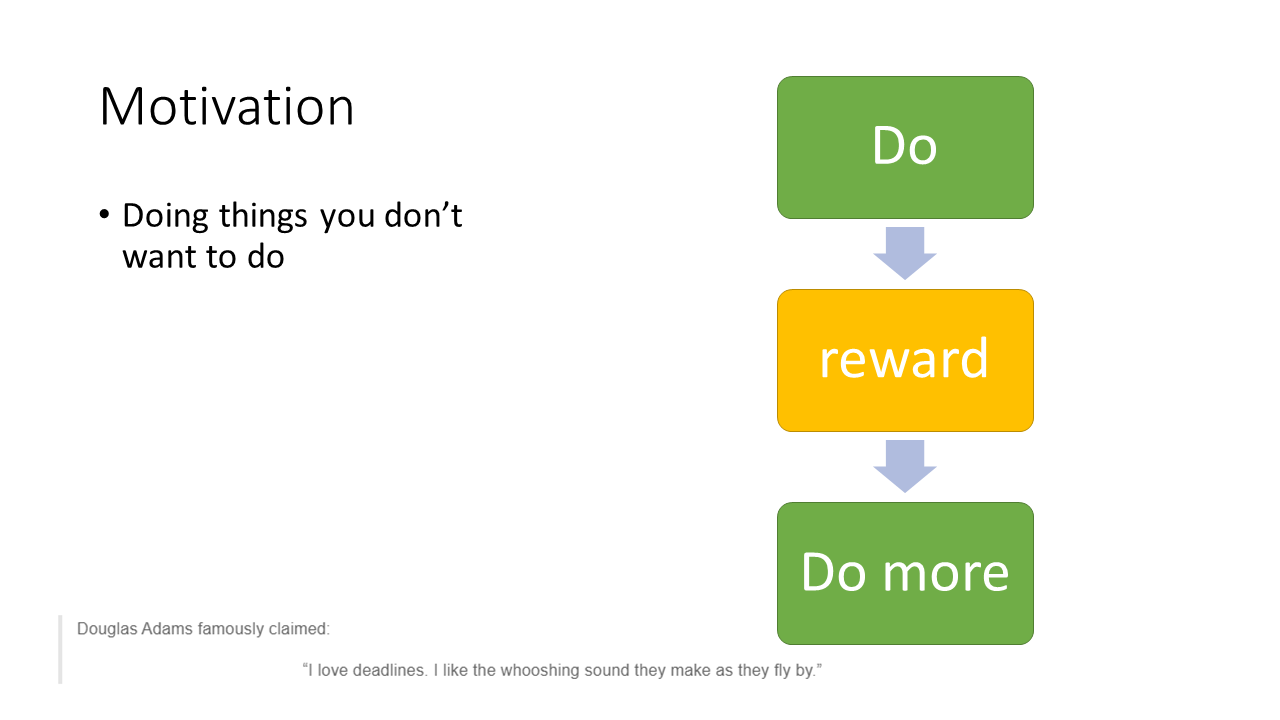 Motivation
• Doing things you don’t
want to do
Do
reward
Do more
Douglas Adams famously claimed:
“I love deadlines. I like the whooshing sound they make as they fly by.”